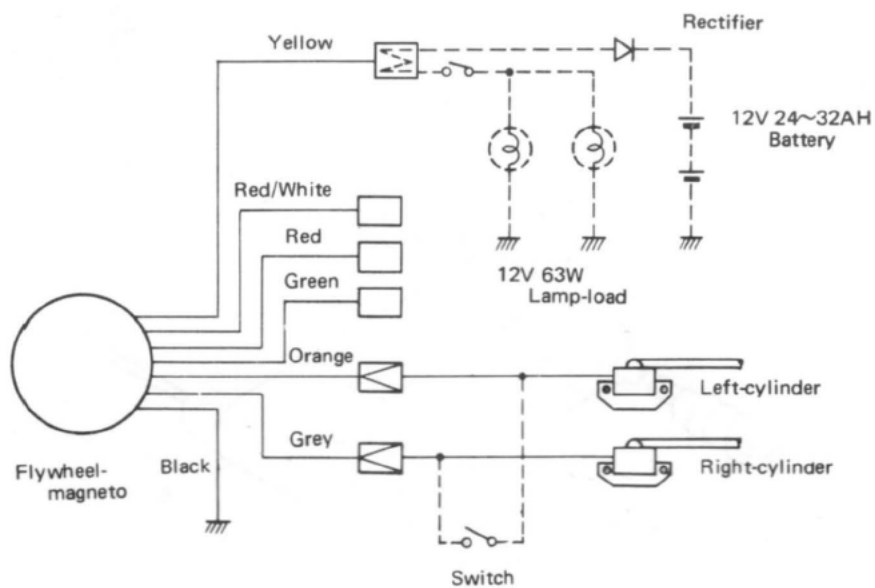 Yellow
Rectifier
12V 24~32AH
Battery
Red/White
Red
Green
12V 63W
Lamp-load
Orange
Left-cylinder
Grey
Right-cylinder
Flywheel-
magneto
Black
Switch